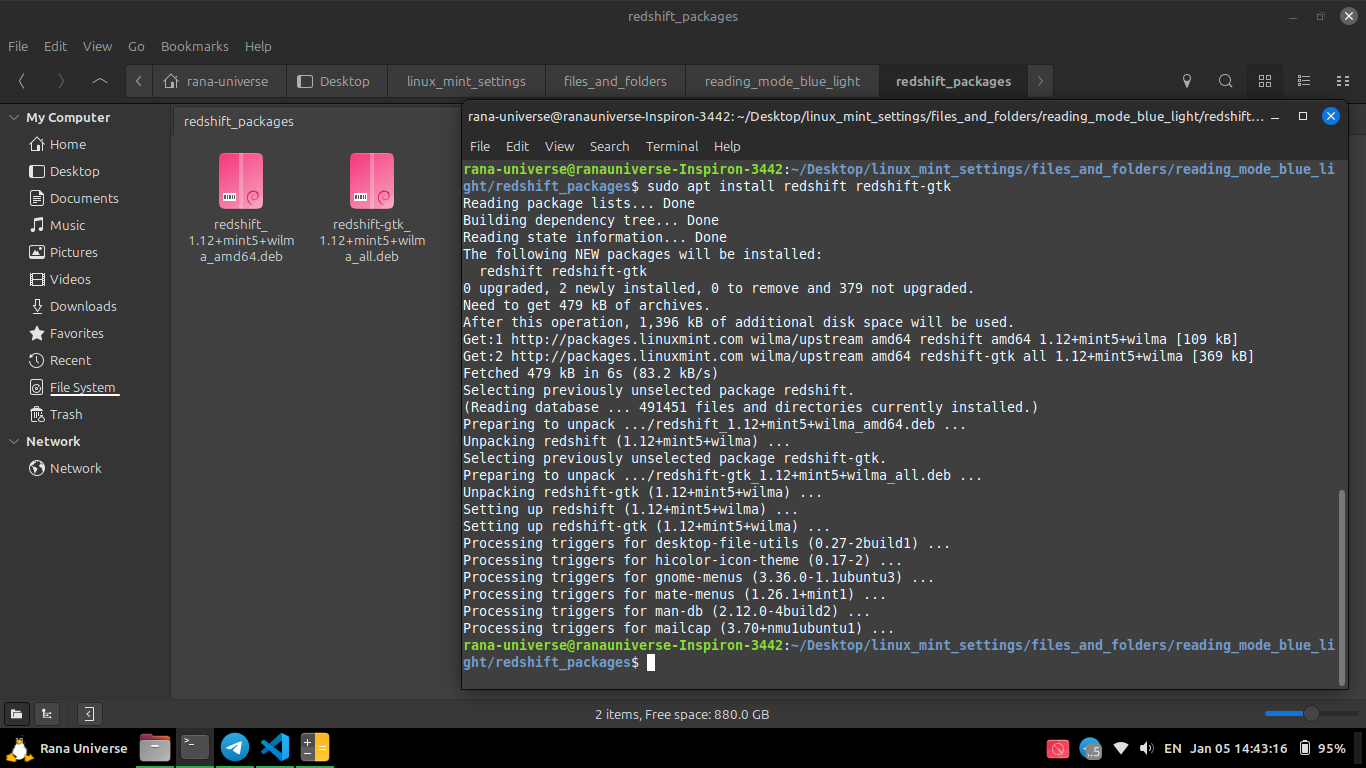 redshift_packages
File Edit View Go Bookmarks Help
rana-universe Desktop linux_mint_settings files_and_folders reading_mode_blue_light redshift_packages
My Computer
Home
Desktop
Documents
Music
Pictures
Videos
Downloads
Favorites
Recent
File System
Trash
Network
Network
redshift_packages
redshift_
1.12+mint5+wilm
a_amd64.deb
redshift-gtk_
1.12+mint5+wilm
a_all.deb
rana-universe@ranauniverse-Inspiron-3442:~/Desktop/linux_mint_settings/files_and_folders/reading_mode_blue_light/redshift...
File Edit View Search Terminal Help
rana-universe@ranauniverse-Inspiron-3442:~/Desktop/linux_mint_settings/files_and_folders/reading_mode_blue_li
ght/redshift_packages$ sudo apt install redshift redshift-gtk
Reading package lists... Done
Building dependency tree... Done
Reading state information... Done
The following NEW packages will be installed:
  redshift redshift-gtk
0 upgraded, 2 newly installed, 0 to remove and 379 not upgraded.
Need to get 479 kB of archives.
After this operation, 1,396 kB of additional disk space will be used.
Get:1 http://packages.linuxmint.com wilma/upstream amd64 redshift amd64 1.12+mint5+wilma [109 kB]
Get:2 http://packages.linuxmint.com wilma/upstream amd64 redshift-gtk all 1.12+mint5+wilma [369 kB]
Fetched 479 kB in 6s (83.2 kB/s)
Selecting previously unselected package redshift.
(Reading database ... 491451 files and directories currently installed.)
Preparing to unpack .../redshift_1.12+mint5+wilma_amd64.deb ...
Unpacking redshift (1.12+mint5+wilma) ...
Selecting previously unselected package redshift-gtk.
Preparing to unpack .../redshift-gtk_1.12+mint5+wilma_all.deb ...
Unpacking redshift-gtk (1.12+mint5+wilma) ...
Setting up redshift (1.12+mint5+wilma) ...
Setting up redshift-gtk (1.12+mint5+wilma) ...
Processing triggers for desktop-file-utils (0.27-2build1) ...
Processing triggers for hicolor-icon-theme (0.17-2) ...
Processing triggers for gnome-menus (3.36.0-1.1ubuntu3) ...
Processing triggers for mate-menus (1.26.1+mint1) ...
Processing triggers for man-db (2.12.0-4build2) ...
Processing triggers for mailcap (3.70+nmu1ubuntu1) ...
rana-universe@ranauniverse-Inspiron-3442:~/Desktop/linux_mint_settings/files_and_folders/reading_mode_blue_li
ght/redshift_packages$
2 items, Free space: 880.0 GB
Rana Universe EN Jan 05 14:43:16 95%